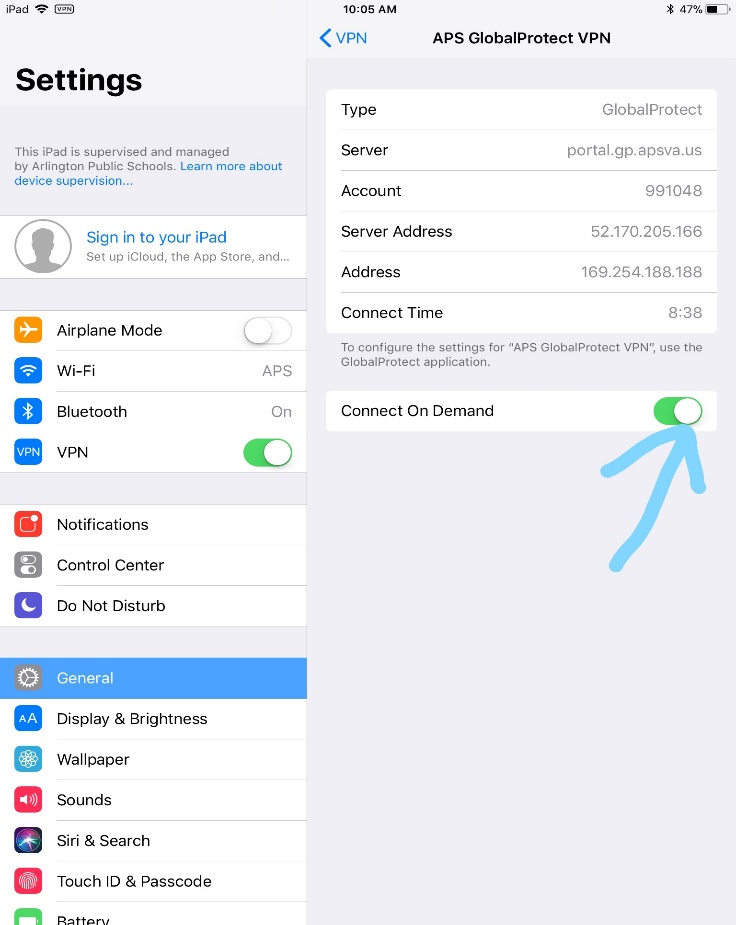 iPad VPN 10:05 AM 47%
VPN APS GlobalProtect VPN
Settings
This iPad is supervised and managed
by Arlington Public Schools. Learn more about
device supervision...
Sign in to your iPad
Set up iCloud, the App Store, and...
Airplane Mode
Wi-Fi APS
Bluetooth On
VPN VPN
Notifications
Control Center
Do Not Disturb
General
AA Display & Brightness
Wallpaper
Sounds
Siri & Search
Touch ID & Passcode
Battery
Type GlobalProtect
Server portal.gp.apsva.us
Account 991048
Server Address 52.170.205.166
Address 169.254.188.188
Connect Time 8:38
To configure the settings for “APS GlobalProtect VPN”, use the
GlobalProtect application.
Connect On Demand